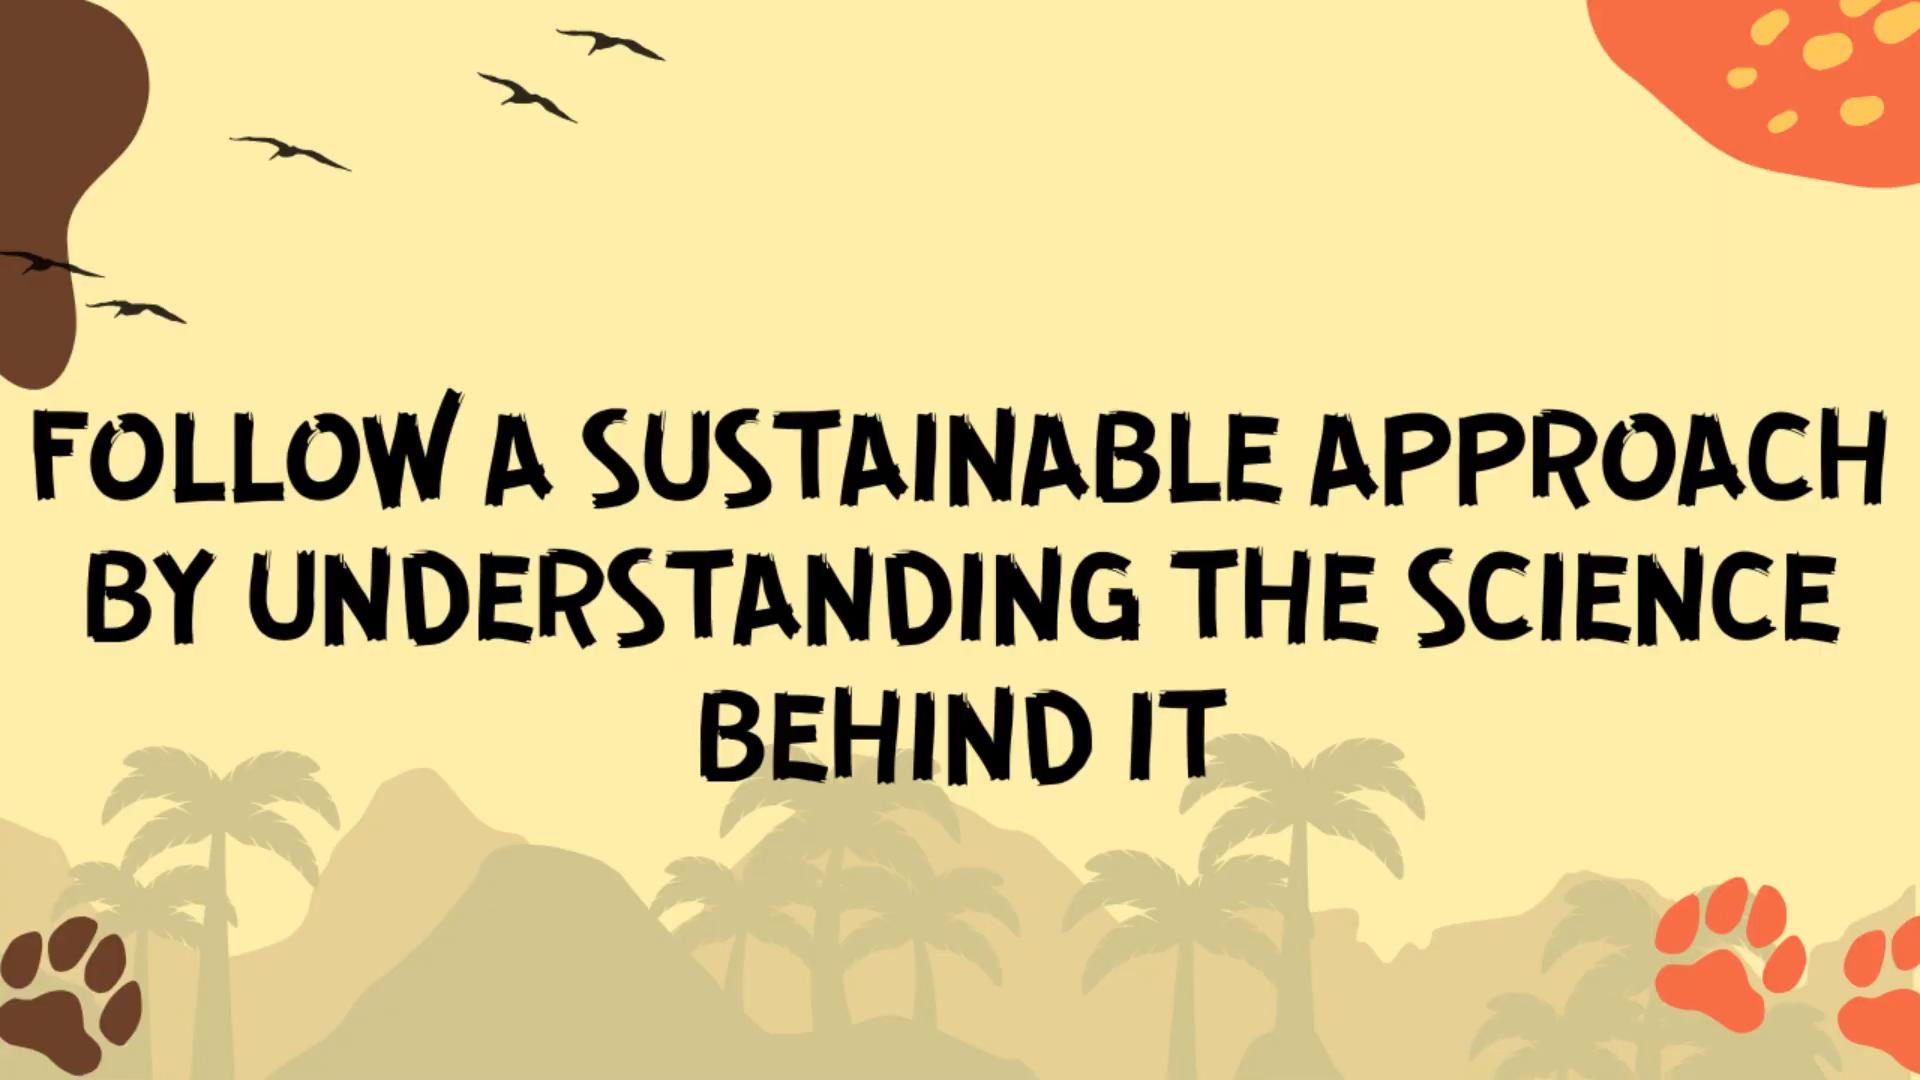 FOLLOW A SUSTAINABLE APPROACH
BY UNDERSTANDING THE SCIENCE
BEHIND IT